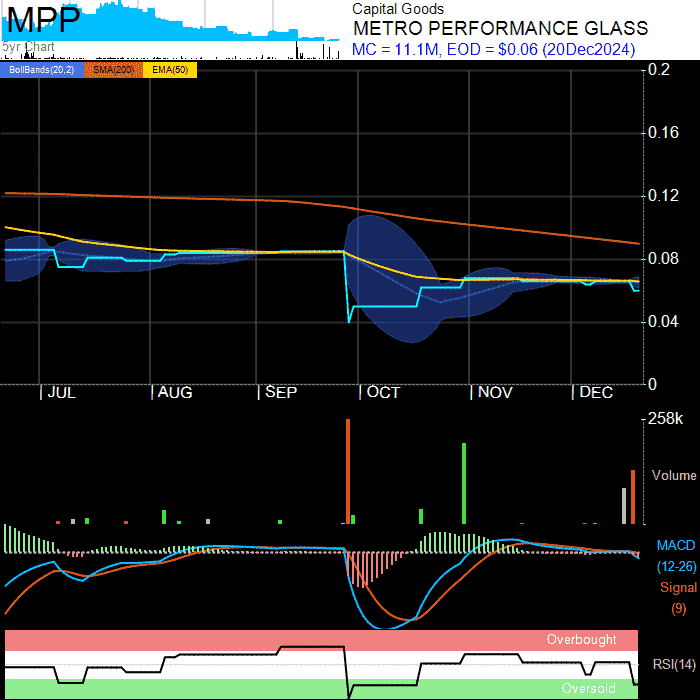 MPP
5yr Chart
Capital Goods
METRO PERFORMANCE GLASS
MC = 11.1M, EOD = $0.06 (20Dec2024)
BollBands(20,2) SMA(200) EMA(50)
0.2
0.16
0.12
0.08
0.04
0
JUL AUG SEP OCT NOV DEC
258k
Volume
MACD
(12-26)
Signal
(9)
Overbought
RSI(14)
Oversold